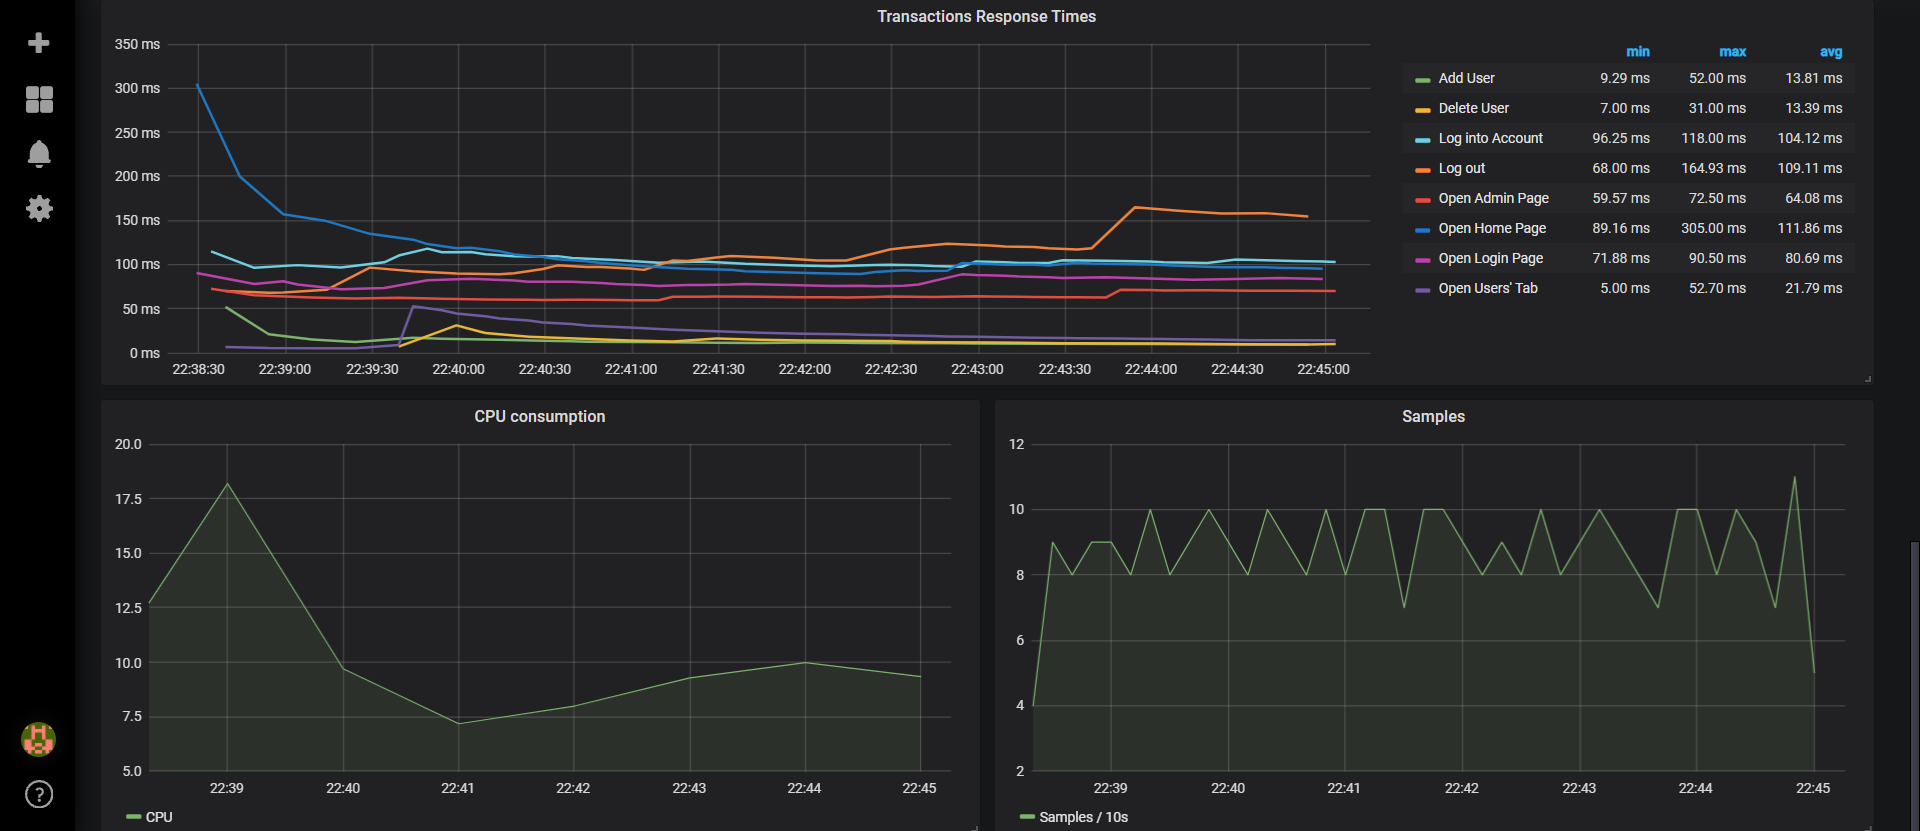 Transactions Response Times
350 ms
300 ms
250 ms
200 ms
150 ms
100 ms
50 ms
0 ms
22:38:30 22:39:00 22:39:30 22:40:00 22:40:30 22:41:00 22:41:30 22:42:00 22:42:30 22:43:00 22:43:30 22:44:00 22:44:30 22:45:00
min max avg
Add User 9.29 ms 52.00 ms 13.81 ms
Delete User 7.00 ms 31.00 ms 13.39 ms
Log into Account 96.25 ms 118.00 ms 104.12 ms
Log out 68.00 ms 164.93 ms 109.11 ms
Open Admin Page 59.57 ms 72.50 ms 64.08 ms
Open Home Page 89.16 ms 305.00 ms 111.86 ms
Open Login Page 71.88 ms 90.50 ms 80.69 ms
Open Users' Tab 5.00 ms 52.70 ms 21.79 ms
CPU consumption
20.0
17.5
15.0
12.5
10.0
7.5
5.0
22:39 22:40 22:41 22:42 22:43 22:44 22:45
CPU
Samples
12
10
8
6
4
2
22:39 22:40 22:41 22:42 22:43 22:44 22:45
Samples / 10s
?